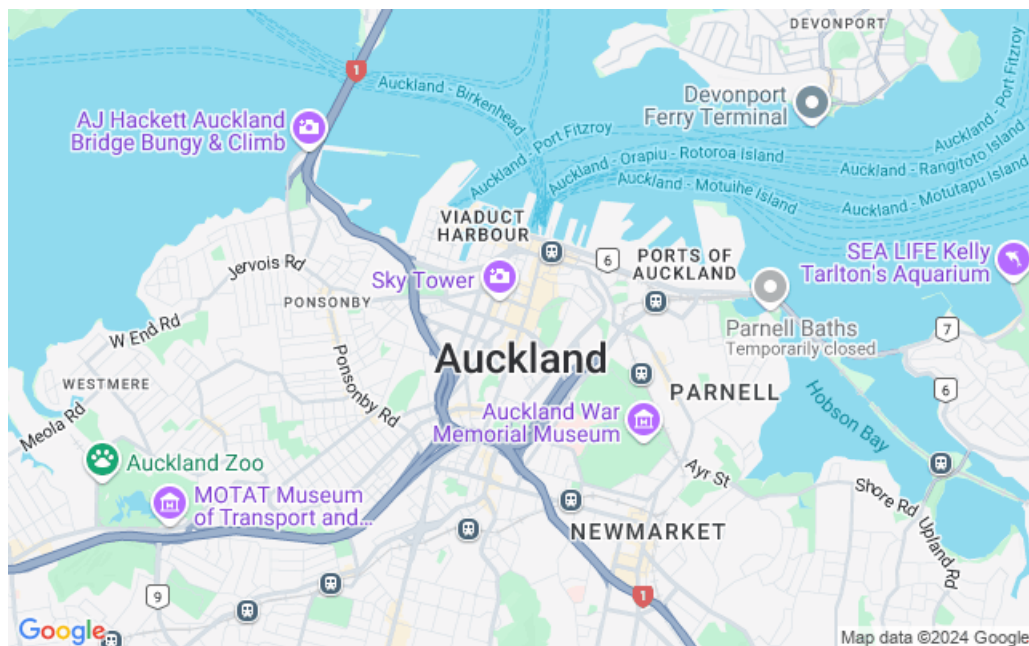 DEVONPORT
1
Auckland - Birkenhead
Devonport
Ferry Terminal
Auckland - Port Fitzroy
AJ Hackett Auckland
Bridge Bungy & Climb
Auckland - Port Fitzroy
Auckland - Orapiu - Rotoroa Island
Auckland - Rangitoto Island
Auckland - Motuihe Island
Auckland - Motutapu Island
VIADUCT
HARBOUR
6
PORTS OF
AUCKLAND
SEA LIFE Kelly
Tarlton's Aquarium
Jervois Rd
Sky Tower
PONSONBY
W End Rd
Parnell Baths
Temporarily closed
7
Auckland
Ponsonby Rd
WESTMERE
PARNELL
6
Hobson Bay
Meola Rd
Auckland War
Memorial Museum
Auckland Zoo
Ayr St
MOTAT Museum
of Transport and...
Shore Rd
Upland Rd
NEWMARKET
9
1
Google
Map data ©2024 Google